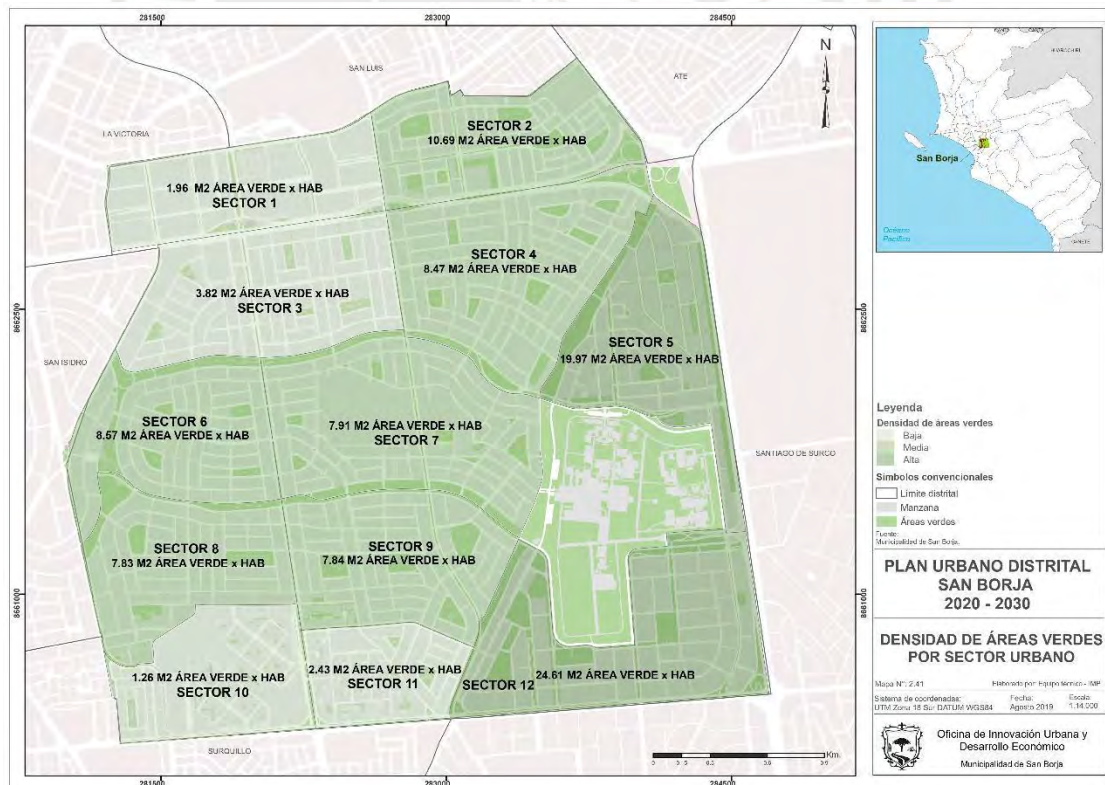 281500
283000
284500
8662500
8661000
N
SAN LUIS
ATE
LA VICTORIA
SECTOR 2
10.69 M2 ÁREA VERDE x HAB
1.96 M2 ÁREA VERDE x HAB
SECTOR 1
SECTOR 4
8.47 M2 ÁREA VERDE x HAB
3.82 M2 ÁREA VERDE x HAB
SECTOR 3
SAN ISIDRO
SECTOR 5
19.97 M2 ÁREA VERDE x HAB
SECTOR 6
8.57 M2 ÁREA VERDE x HAB
7.91 M2 ÁREA VERDE x HAB
SECTOR 7
SANTIAGO DE SURCO
SECTOR 8
7.83 M2 ÁREA VERDE x HAB
SECTOR 9
7.84 M2 ÁREA VERDE x HAB
1.26 M2 ÁREA VERDE x HAB
SECTOR 10
2.43 M2 ÁREA VERDE x HAB
SECTOR 11
SECTOR 12
24.61 M2 ÁREA VERDE x HAB
SURQUILLO
Km.
8662500
8661000
281500
283000
284500
San Borja
Océano
Pacífico
Leyenda
Densidad de áreas verdes
Baja
Media
Alta
Símbolos convencionales
Límite distrital
Manzana
Áreas verdes
Fuente:
Municipalidad de San Borja.
PLAN URBANO DISTRITAL
SAN BORJA
2020 - 2030
DENSIDAD DE ÁREAS VERDES
POR SECTOR URBANO
Mapa N°: 2.41
Elaborado por: Equipo técnico - IMP
Sistema de coordenadas:
UTM Zona 18 Sur DATUM WGS84
Fecha:
Agosto 2019
Escala
1:14,000
Oficina de Innovación Urbana y
Desarrollo Económico
Municipalidad de San Borja